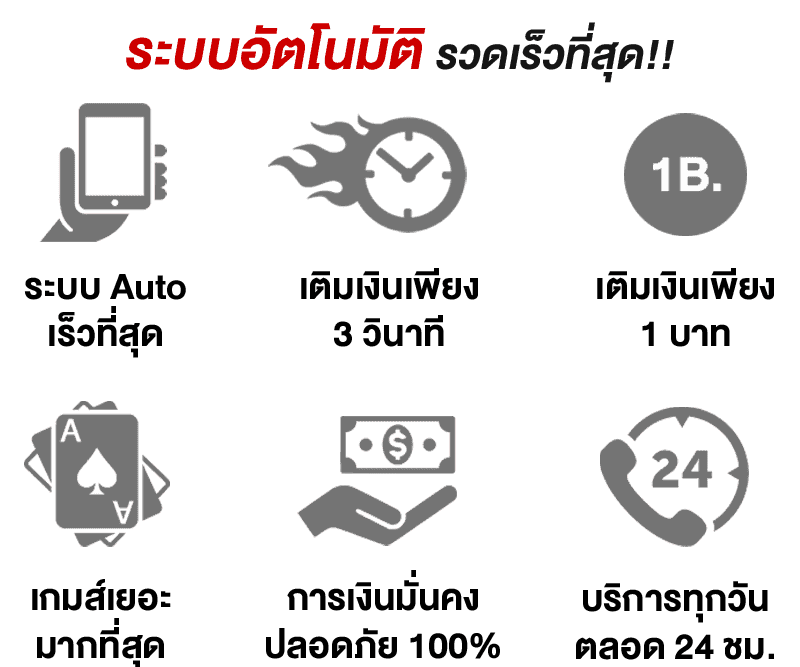 ระบบอัตโนมัติ รวดเร็วที่สุด!!
1B.
ระบบ Auto
เร็วที่สุด
เติมเงินเพียง
3 วินาที
เติมเงินเพียง
1 บาท
A
A
24
เกมส์เยอะ
มากที่สุด
การเงินมั่นคง
ปลอดภัย 100%
บริการทุกวัน
ตลอด 24 ชม.